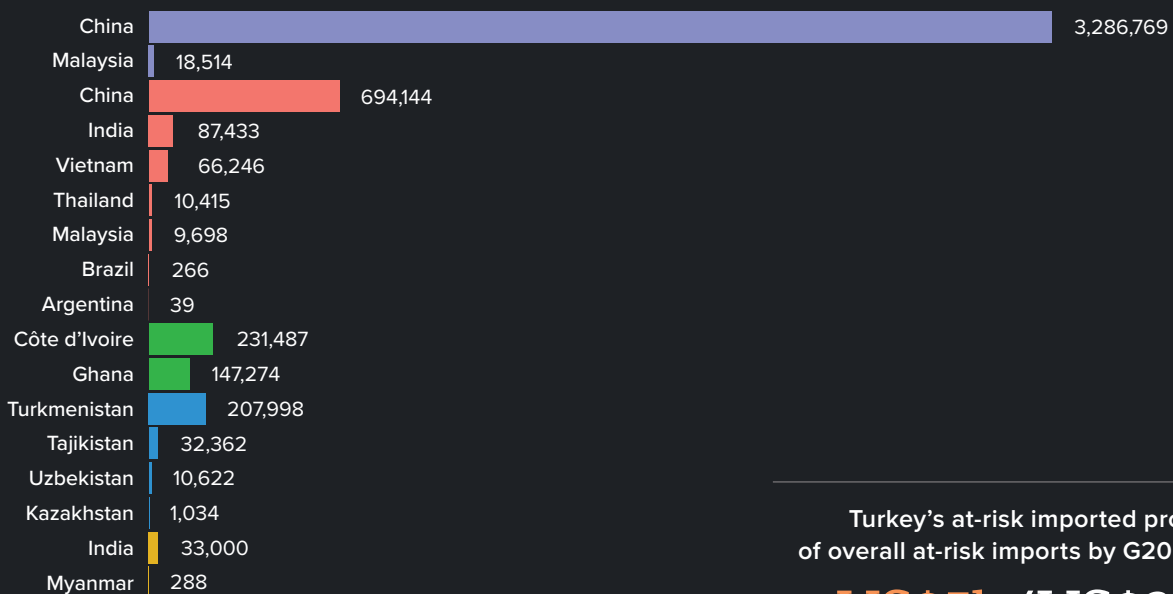 China 3,286,769
Malaysia 18,514
China 694,144
India 87,433
Vietnam 66,246
Thailand 10,415
Malaysia 9,698
Brazil 266
Argentina 39
Côte d’Ivoire 231,487
Ghana 147,274
Turkmenistan 207,998
Tajikistan 32,362
Uzbekistan 10,622
Kazakhstan 1,034
India 33,000
Myanmar 288
Turkey’s at-risk imported
of overall at-risk imports by G20